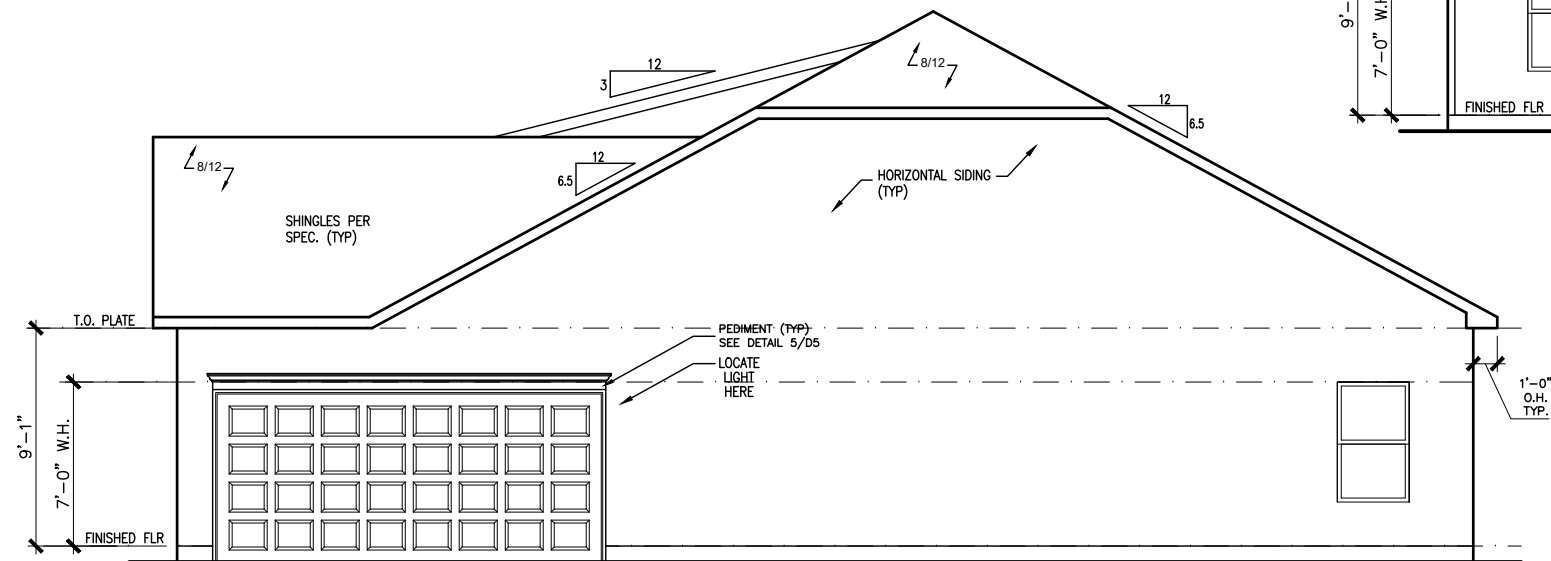 9'-
7'-0" W.H
FINISHED FLR
12
3
8/12
12
6.5
8/12
12
6.5
HORIZONTAL SIDING
(TYP)
SHINGLES PER
SPEC. (TYP)
T.O. PLATE
PEDIMENT (TYP)
SEE DETAIL 5/D5
LOCATE
LIGHT
HERE
1'-0"
O.H.
TYP.
9'-1"
7'-0" W.H.
FINISHED FLR